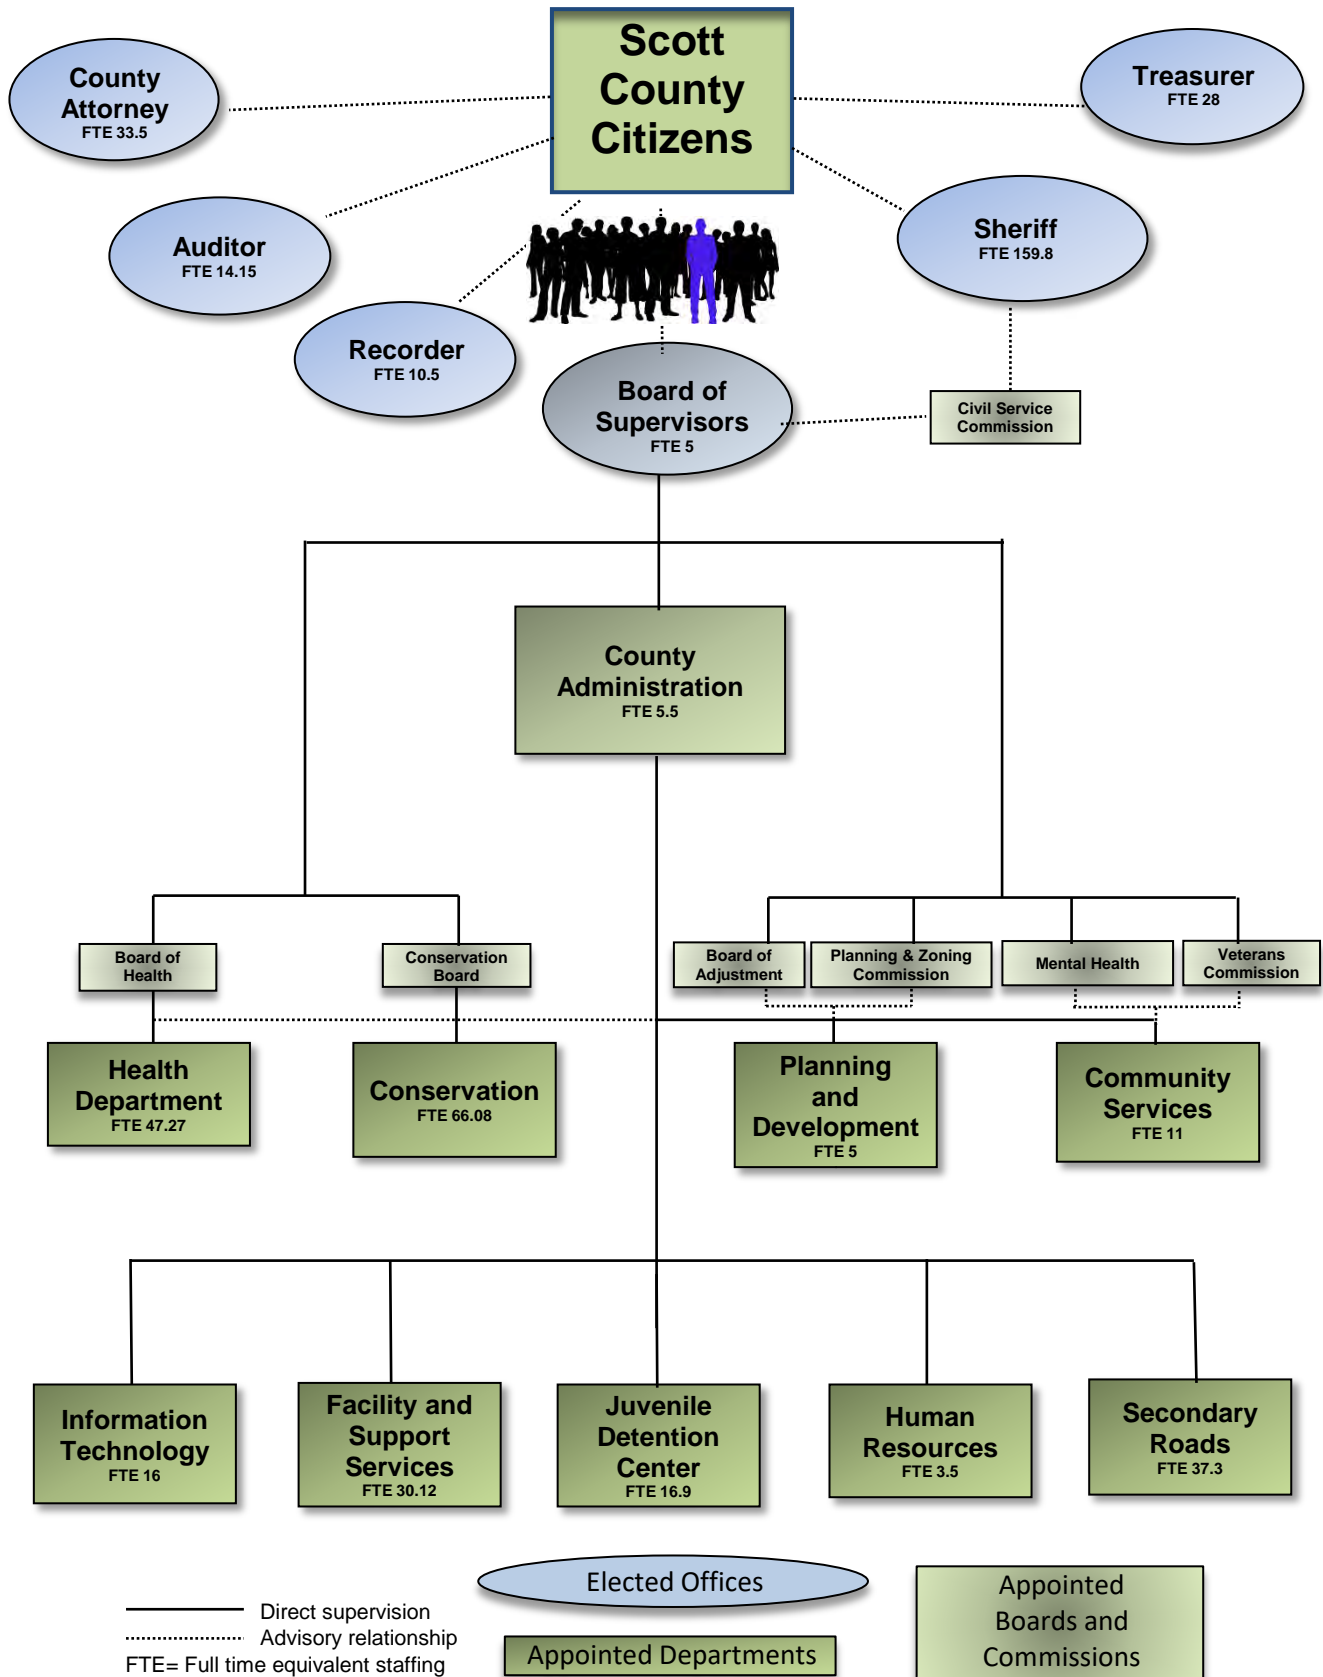 Scott
County
Citizens
County
Attorney
FTE 33.5
Treasurer
FTE 28
Auditor
FTE 14.15
Sheriff
FTE 159.8
Recorder
FTE 10.5
Board of
Supervisors
FTE 5
Civil Service
Commission
County
Administration
FTE 5.5
Board of
Health
Conservation
Board
Board of
Adjustment
Planning & Zoning
Commission
Mental Health
Veterans
Commission
Health
Department
FTE 47.27
Conservation
FTE 66.08
Planning
and
Development
FTE 5
Community
Services
FTE 11
Information
Technology
FTE 16
Facility and
Support
Services
FTE 30.12
Juvenile
Detention
Center
FTE 16.9
Human
Resources
FTE 3.5
Secondary
Roads
FTE 37.3
Direct supervision
Advisory relationship
FTE= Full time equivalent staffing
Elected Offices
Appointed Departments
Appointed
Boards and
Commissions